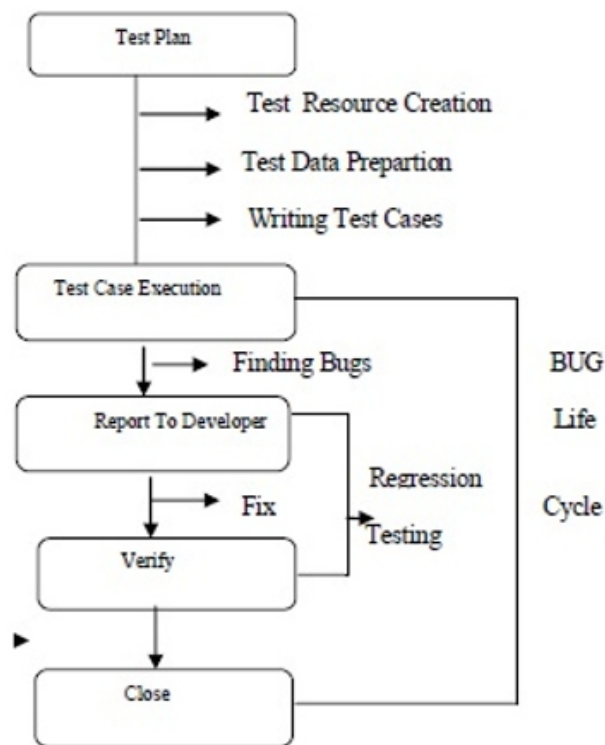 Test Plan
Test Resource Creation
Test Data Prepartion
Writing Test Cases
Test Case Execution
Finding Bugs
BUG
Report To Developer
Life
Regression
Fix
Cycle
Testing
Verify
Close